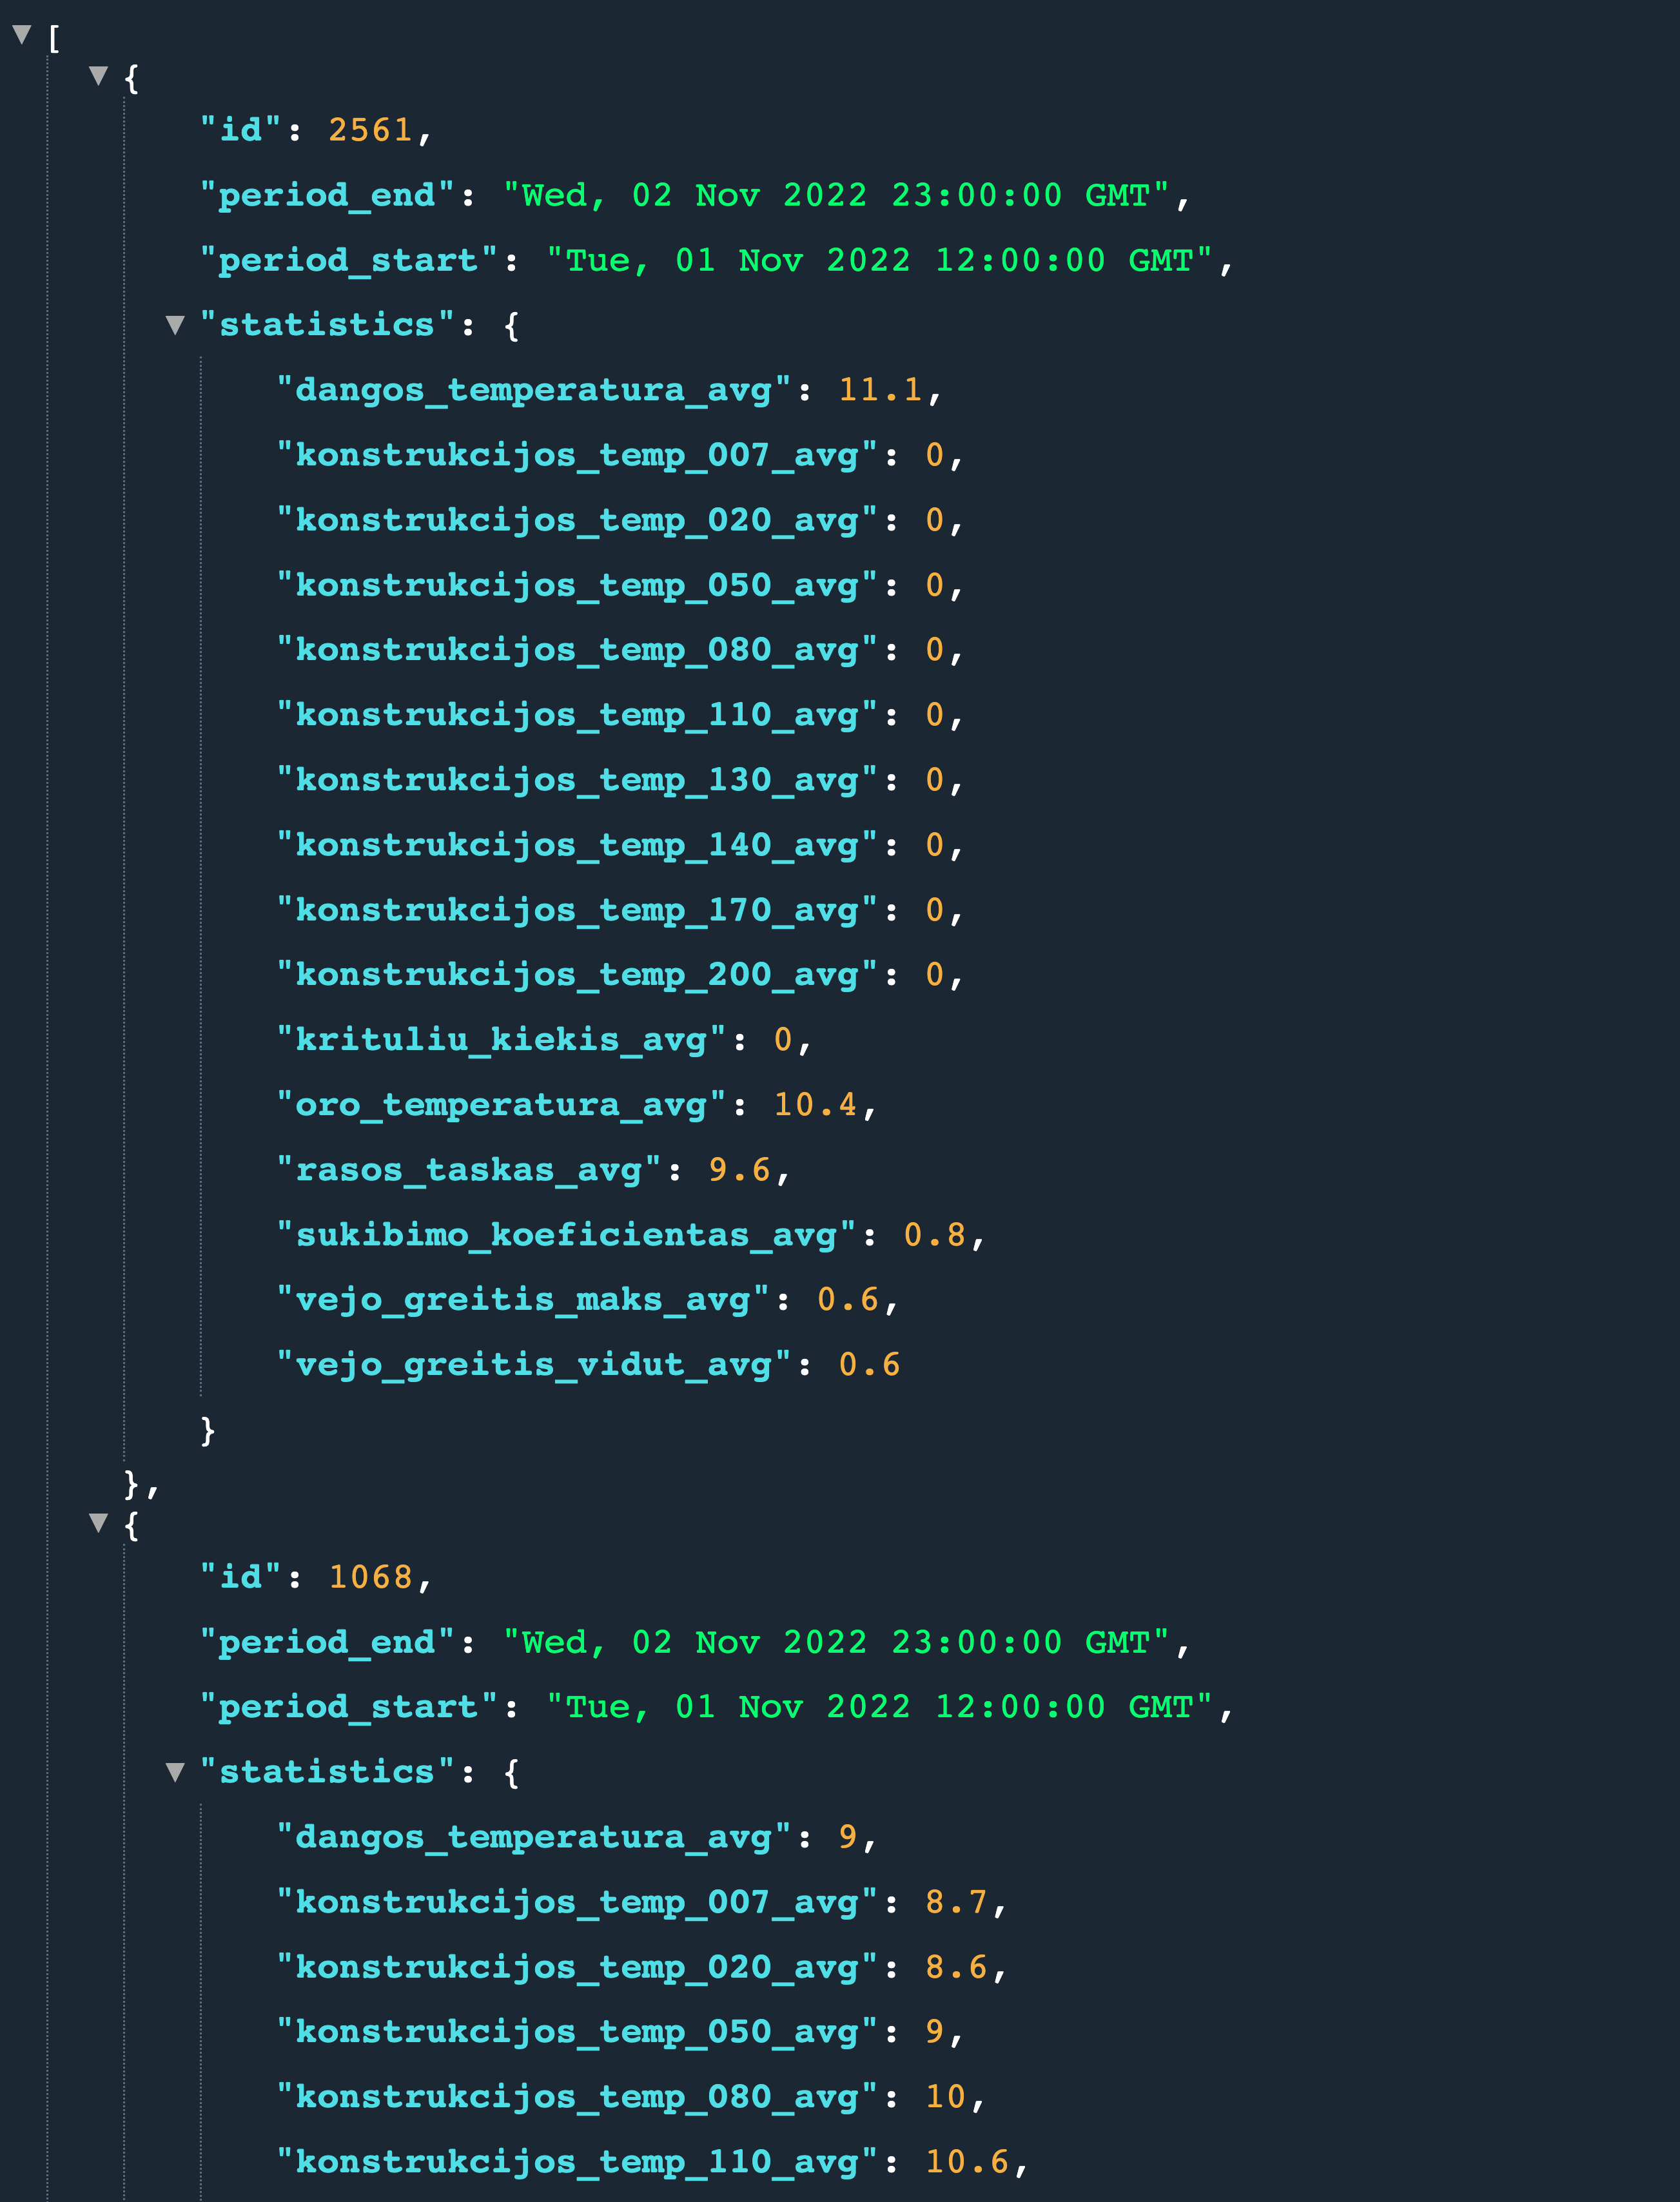 [
{
"id": 2561,
"period_end": "Wed, 02 Nov 2022 23:00:00 GMT",
"period_start": "Tue, 01 Nov 2022 12:00:00 GMT",
"statistics": {
"dangos_temperatura_avg": 11.1,
"konstrukcijos_temp_007_avg": 0,
"konstrukcijos_temp_020_avg": 0,
"konstrukcijos_temp_050_avg": 0,
"konstrukcijos_temp_080_avg": 0,
"konstrukcijos_temp_110_avg": 0,
"konstrukcijos_temp_130_avg": 0,
"konstrukcijos_temp_140_avg": 0,
"konstrukcijos_temp_170_avg": 0,
"konstrukcijos_temp_200_avg": 0,
"krituliu_kiekis_avg": 0,
"oro_temperatura_avg": 10.4,
"rasos_taskas_avg": 9.6,
"sukibimo_koeficientas_avg": 0.8,
"vejo_greitis_maks_avg": 0.6,
"vejo_greitis_vidut_avg": 0.6
}
},
{
"id": 1068,
"period_end": "Wed, 02 Nov 2022 23:00:00 GMT",
"period_start": "Tue, 01 Nov 2022 12:00:00 GMT",
"statistics": {
"dangos_temperatura_avg": 9,
"konstrukcijos_temp_007_avg": 8.7,
"konstrukcijos_temp_020_avg": 8.6,
"konstrukcijos_temp_050_avg": 9,
"konstrukcijos_temp_080_avg": 10,
"konstrukcijos_temp_110_avg": 10.6,